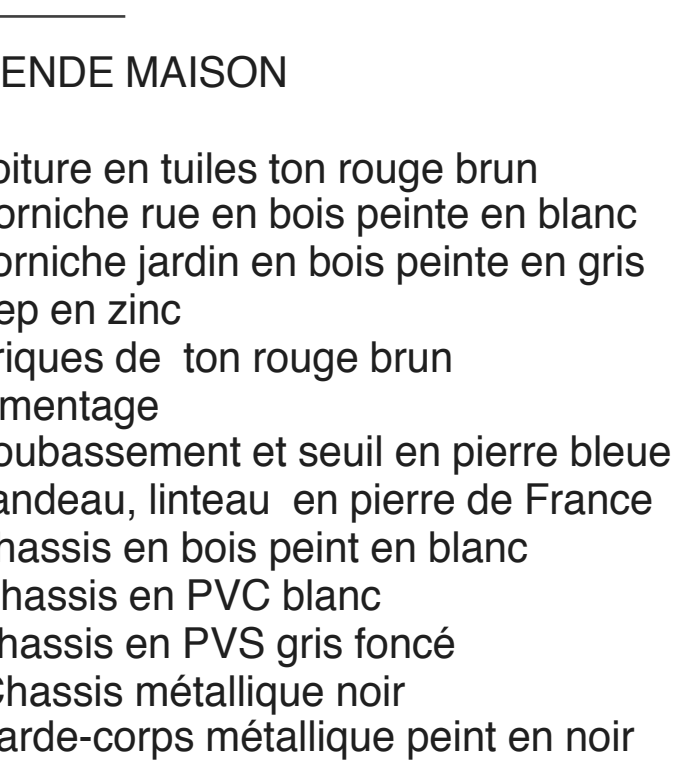 ENDE MAISON
oiture en tuiles ton rouge brun
orniche rue en bois peinte en blanc
orniche jardin en bois peinte en gris
ep en zinc
riques de ton rouge brun
mentage
oubassement et seuil en pierre bleue
andeau, linteau en pierre de France
hassis en bois peint en blanc
hassis en PVC blanc
hassis en PVS gris foncé
Chassis métallique noir
arde-corps métallique peint en noir